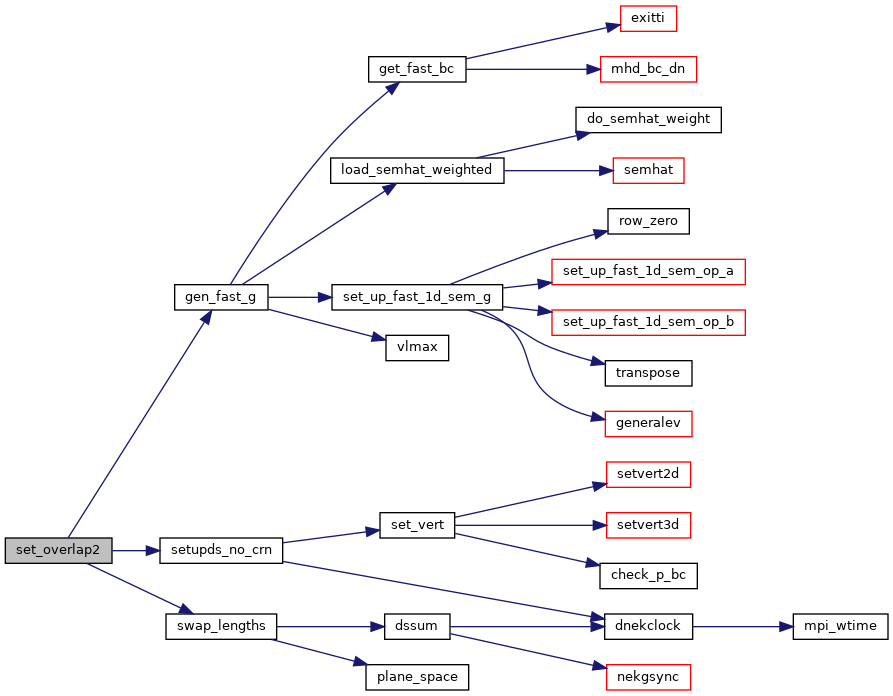 exitti
get_fast_bc
mhd_bc_dn
do_semhat_weight
load_semhat_weighted
semhat
row_zero
set_up_fast_1d_sem_op_a
gen_fast_g
set_up_fast_1d_sem_g
set_up_fast_1d_sem_op_b
vlmax
transpose
generalev
setvert2d
set_vert
setvert3d
set_overlap2
setupds_no_crn
check_p_bc
swap_lengths
dssum
dnekclock
mpi_wtime
plane_space
nekgsync